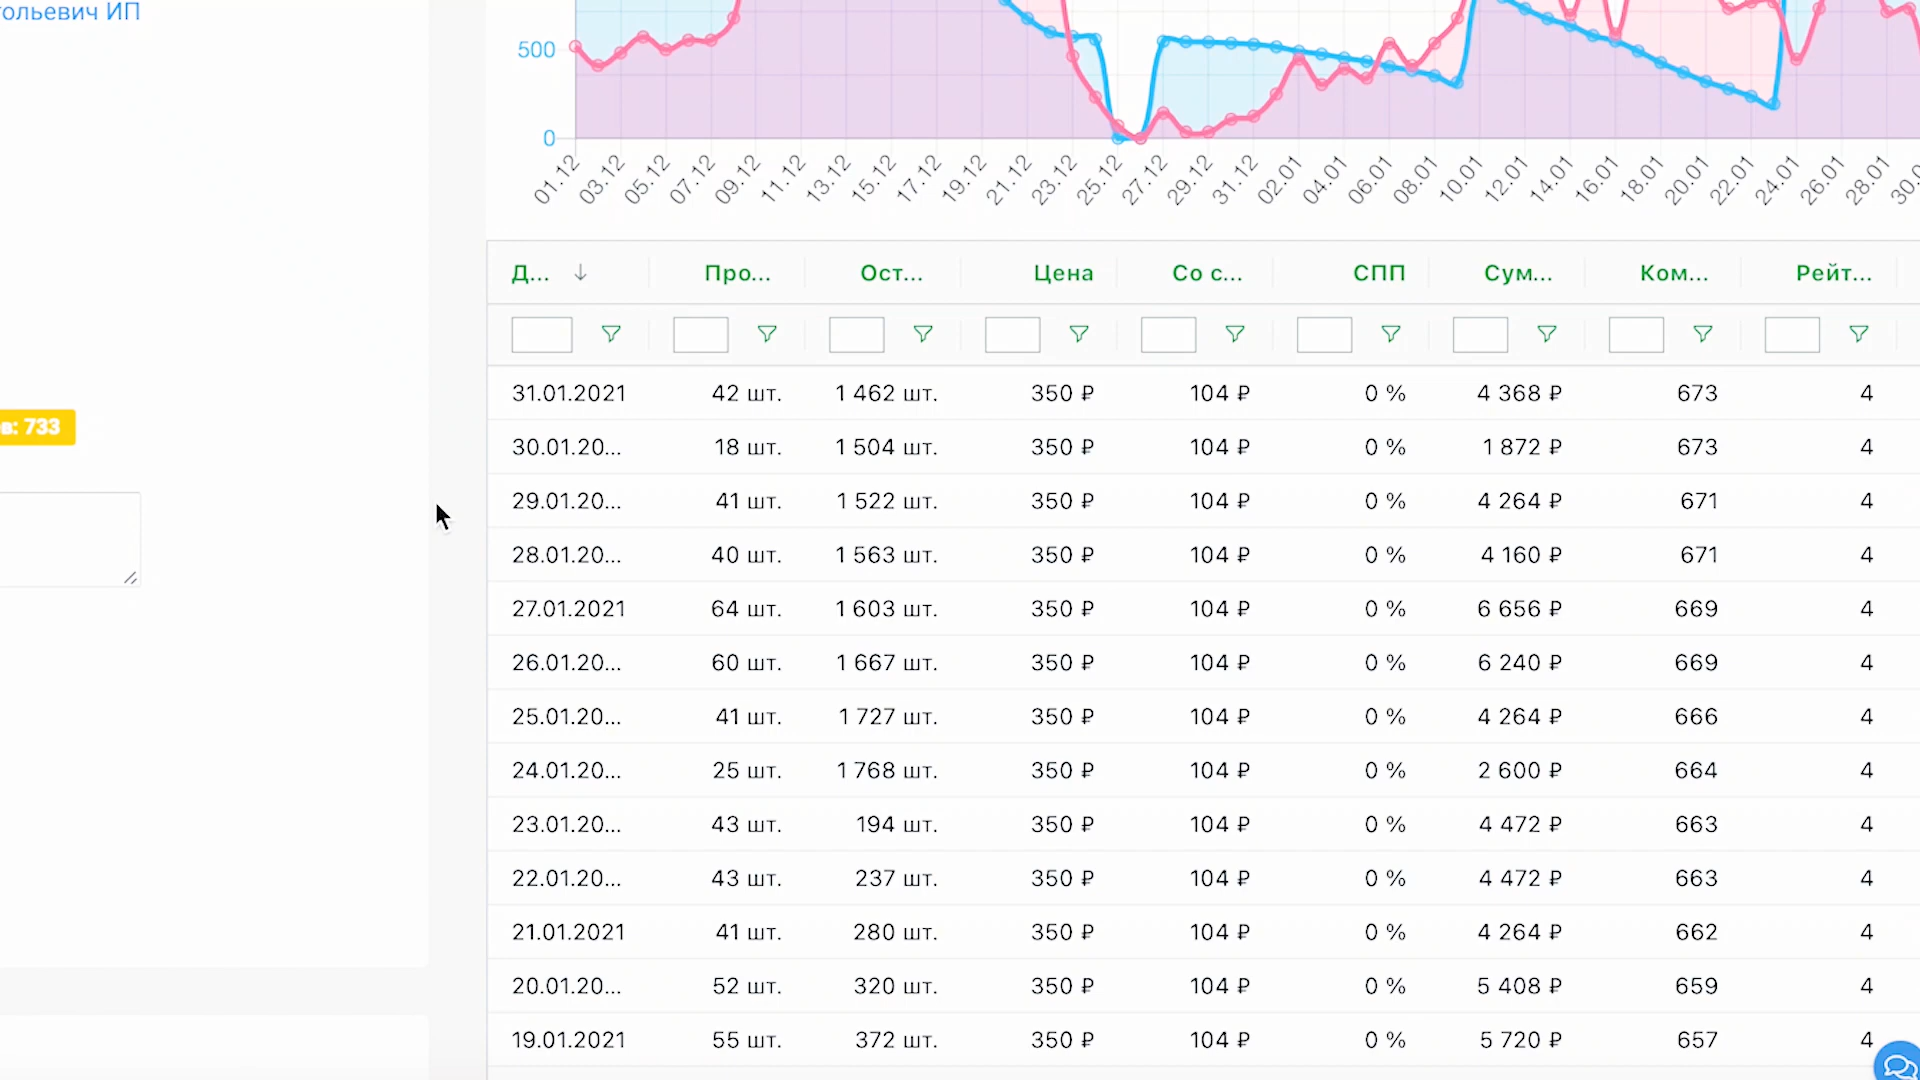 тольевич ИП
в: 733
500
0
01.12 03.12 05.12 07.12 09.12 11.12 13.12 15.12 17.12 19.12 21.12 23.12 25.12 27.12 29.12 31.12 02.01 04.01 06.01 08.01 10.01 12.01 14.01 16.01 18.01 20.01 22.01 24.01 26.01 28.01 30.0
Д... Про... Ост... Цена Со с... СПП Сум... Ком... Рейт...
31.01.2021 42 шт. 1 462 шт. 350 ₽ 104 ₽ 0 % 4 368 ₽ 673 4
30.01.20... 18 шт. 1 504 шт. 350 ₽ 104 ₽ 0 % 1 872 ₽ 673 4
29.01.20... 41 шт. 1 522 шт. 350 ₽ 104 ₽ 0 % 4 264 ₽ 671 4
28.01.20... 40 шт. 1 563 шт. 350 ₽ 104 ₽ 0 % 4 160 ₽ 671 4
27.01.2021 64 шт. 1 603 шт. 350 ₽ 104 ₽ 0 % 6 656 ₽ 669 4
26.01.20... 60 шт. 1 667 шт. 350 ₽ 104 ₽ 0 % 6 240 ₽ 669 4
25.01.20... 41 шт. 1 727 шт. 350 ₽ 104 ₽ 0 % 4 264 ₽ 666 4
24.01.20... 25 шт. 1 768 шт. 350 ₽ 104 ₽ 0 % 2 600 ₽ 664 4
23.01.20... 43 шт. 194 шт. 350 ₽ 104 ₽ 0 % 4 472 ₽ 663 4
22.01.20... 43 шт. 237 шт. 350 ₽ 104 ₽ 0 % 4 472 ₽ 663 4
21.01.2021 41 шт. 280 шт. 350 ₽ 104 ₽ 0 % 4 264 ₽ 662 4
20.01.20... 52 шт. 320 шт. 350 ₽ 104 ₽ 0 % 5 408 ₽ 659 4
19.01.2021 55 шт. 372 шт. 350 ₽ 104 ₽ 0 % 5 720 ₽ 657 4